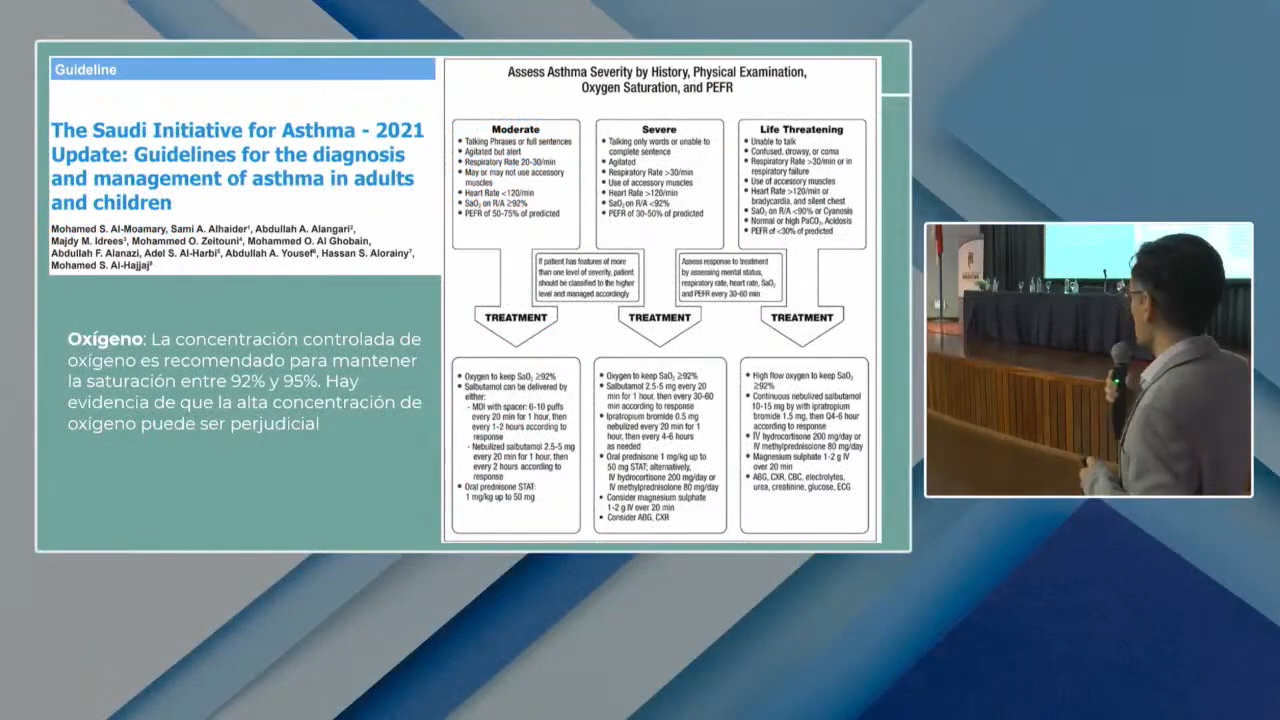 Guideline
The Saudi Initiative for Asthma - 2021
Update: Guidelines for the diagnosis
and management of asthma in adults
and children
Mohamed S. Al-Moamary, Sami A. Alhaider¹, Abdullah A. Alangari²,
Majdy M. Idrees³, Mohammed O. Zeitouni⁴, Mohammed O. Al Ghobain,
Abdullah F. Alanazi, Adel S. Al-Harbi⁵, Abdullah A. Yousef⁶, Hassan S. Alorainy⁷,
Mohamed S. Al-Hajjaj⁸
Oxígeno: La concentración controlada de
oxígeno es recomendado para mantener
la saturación entre 92% y 95%. Hay
evidencia de que la alta concentración de
oxígeno puede ser perjudicial
Assess Asthma Severity by History, Physical Examination,
Oxygen Saturation, and PEFR
Moderate
• Talking Phrases or full sentences
• Agitated but alert
• Respiratory Rate 20-30/min
• May or may not use accessory
muscles
• Heart Rate <120/min
• SaO₂ on R/A ≥92%
• PEFR of 50-75% of predicted
Severe
• Talking only words or unable to
complete sentence
• Agitated
• Respiratory Rate >30/min
• Use of accessory muscles
• Heart Rate >120/min
• SaO₂ on R/A <92%
• PEFR of 30-50% of predicted
Life Threatening
• Unable to talk
• Confused, drowsy, or coma
• Respiratory Rate >30/min or in
respiratory failure
• Use of accessory muscles
• Heart Rate >120/min or
bradycardia, and silent chest
• SaO₂ on R/A <90% or Cyanosis
• Normal or high PaCO₂, Acidosis
• PEFR of <30% of predicted
If patient has features of more
than one level of severity, patient
should be classified to the higher
level and managed accordingly
Assess response to treatment
by assessing mental status,
respiratory rate, heart rate, SaO₂
and PEFR every 30-60 min
TREATMENT
TREATMENT
TREATMENT
• Oxygen to keep SaO₂ ≥92%
• Salbutamol can be delivered by
either:
- MDI with spacer: 6-10 puffs
every 20 min for 1 hour, then
every 1-2 hours according to
response
- Nebulized salbutamol 2.5-5 mg
every 20 min for 1 hour, then
every 2 hours according to
response
• Oral prednisone STAT:
1 mg/kg up to 50 mg
• Oxygen to keep SaO₂ ≥92%
• Salbutamol 2.5-5 mg every 20
min for 1 hour, then every 30-60
min according to response
• Ipratropium bromide 0.5 mg
nebulized every 20 min for 1
hour, then every 4-6 hours
as needed
• Oral prednisone 1 mg/kg up to
50 mg STAT; alternatively,
IV hydrocortisone 200 mg/day or
IV methylprednisolone 80 mg/day
• Consider magnesium sulphate
1-2 g IV over 20 min
• Consider ABG, CXR
• High flow oxygen to keep SaO₂
≥92%
• Continuous nebulized salbutamol
10-15 mg by with ipratropium
bromide 1.5 mg, then Q4-6 hour
according to response
• IV hydrocortisone 200 mg/day or
IV methylprednisolone 80 mg/day
• Magnesium sulphate 1-2 g IV
over 20 min
• ABG, CXR, CBC, electrolytes,
urea, creatinine, glucose, ECG